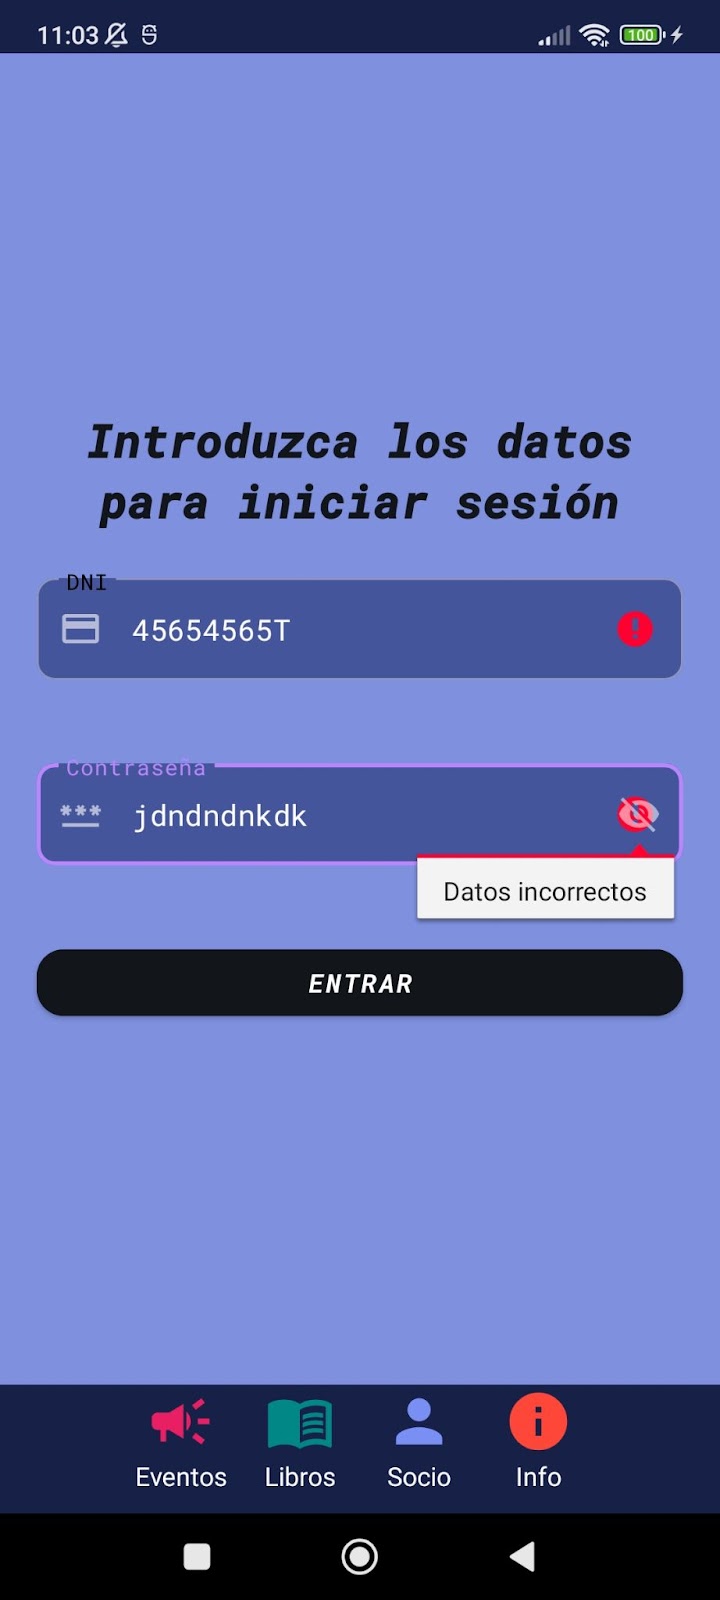 11:03
100
Introduzca los datos
para iniciar sesión
DNI
45654565T
Contraseña
*** jdndndnkdk
Datos incorrectos
ENTRAR
Eventos Libros Socio Info